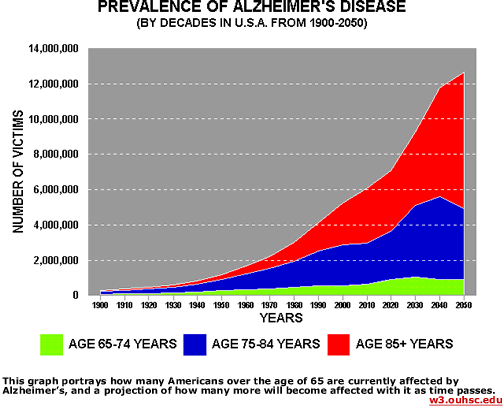 PREVALENCE OF ALZHEIMER'S DISEASE
(BY DECADES IN U.S.A. FROM 1900-2050)
14,000,000
12,000,000
10,000,000
8,000,000
6,000,000
4,000,000
2,000,000
0
NUMBER OF VICTIMS
1900 1910 1920 1930 1940 1950 1960 1970 1980 1990 2000 2010 2020 2030 2040 2050
YEARS
AGE 65-74 YEARS AGE 75-84 YEARS AGE 85+ YEARS
This graph portrays how many Americans over the age of 65 are currently affected by
Alzheimer's, and a projection of how many more will become affected with it as time passes.
w3.ouhsc.edu